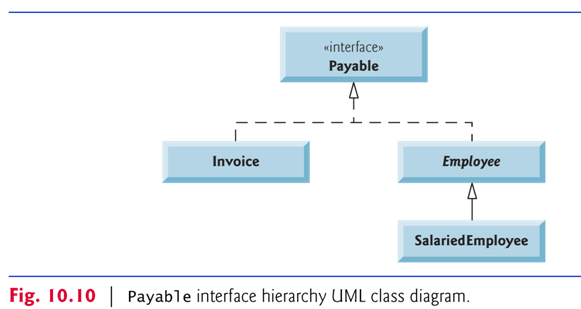 «interface»
Payable
Invoice
Employee
SalariedEmployee
Fig. 10.10 | Payable interface hierarchy UML class diagram.